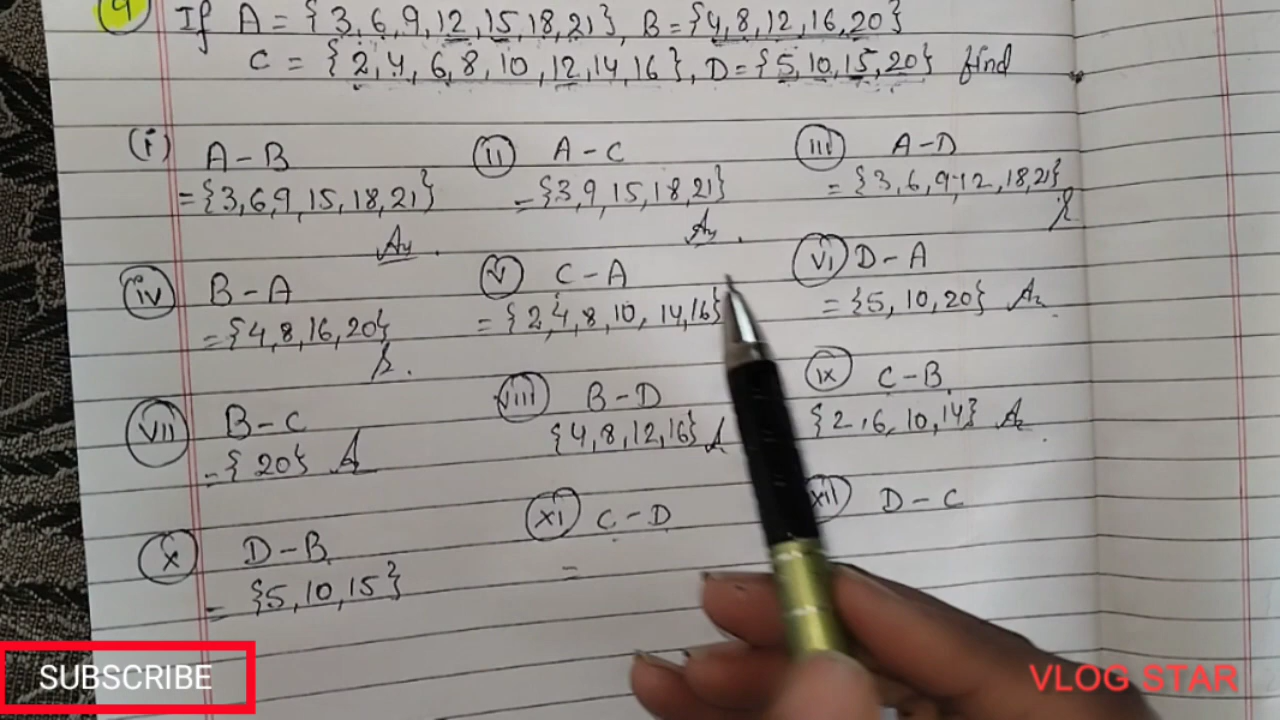 9 If A = {3,6,9,12,15,18,21}, B = {4,8,12,16,20}
C = {2,4,6,8,10,12,14,16}, D = {5,10,15,20} find
(i) A-B
= {3,6,9,15,18,21}
ii A-C
= {3,9,15,18,21}
iii A-D
= {3,6,9,12,18,21}
iv B-A
= {4,8,16,20}
v C-A
= {2,4,8,10,14,16}
vi D-A
= {5,10,20}
vii B-C
= {20}
viii B-D
{4,8,12,16}
ix C-B
{2,6,10,14}
x D-B
= {5,10,15}
xi C-D
=
xii D-C
SUBSCRIBE
VLOG STAR